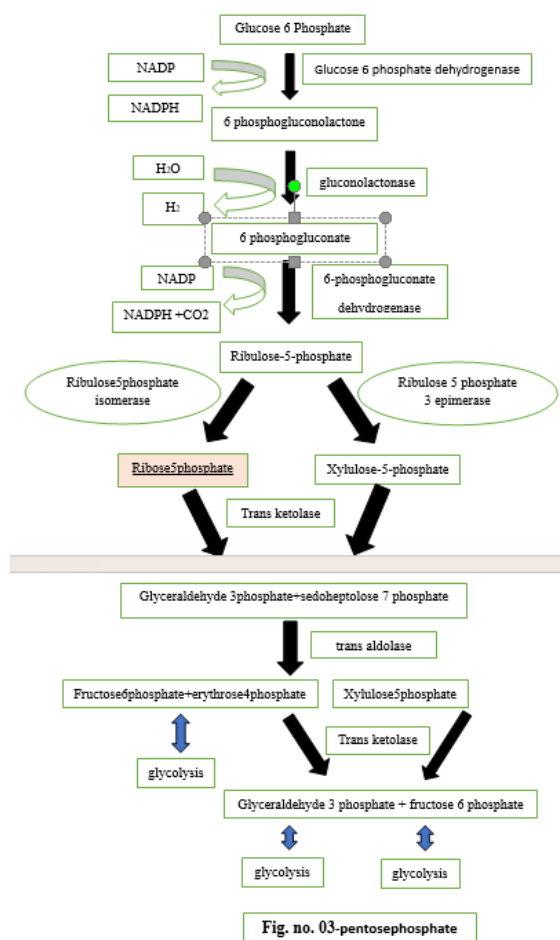 Glucose 6 Phosphate
NADP
Glucose 6 phosphate dehydrogenase
NADPH
6 phosphogluconolactone
H2O
gluconolactonase
H2
6 phosphogluconate
NADP
6-phosphogluconate
dehydrogenase
NADPH +CO2
Ribulose-5-phosphate
Ribulose5phosphate
isomerase
Ribulose 5 phosphate
3 epimerase
Ribose5phosphate
Xylulose-5-phosphate
Trans ketolase
Glyceraldehyde 3phosphate+sedoheptolose 7 phosphate
trans aldolase
Fructose6phosphate+erythrose4phosphate
Xylulose5phosphate
Trans ketolase
glycolysis
Glyceraldehyde 3 phosphate + fructose 6 phosphate
glycolysis
glycolysis
Fig. no. 03-pentosephosphate